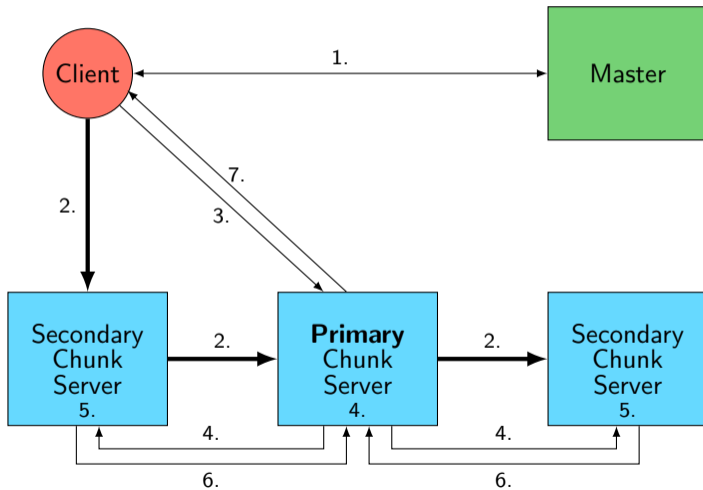 1.
Client
Master
7.
2.
3.
Secondary
Chunk
Server
5.
2.
Primary
Chunk
Server
4.
2.
Secondary
Chunk
Server
5.
4.
4.
6.
6.